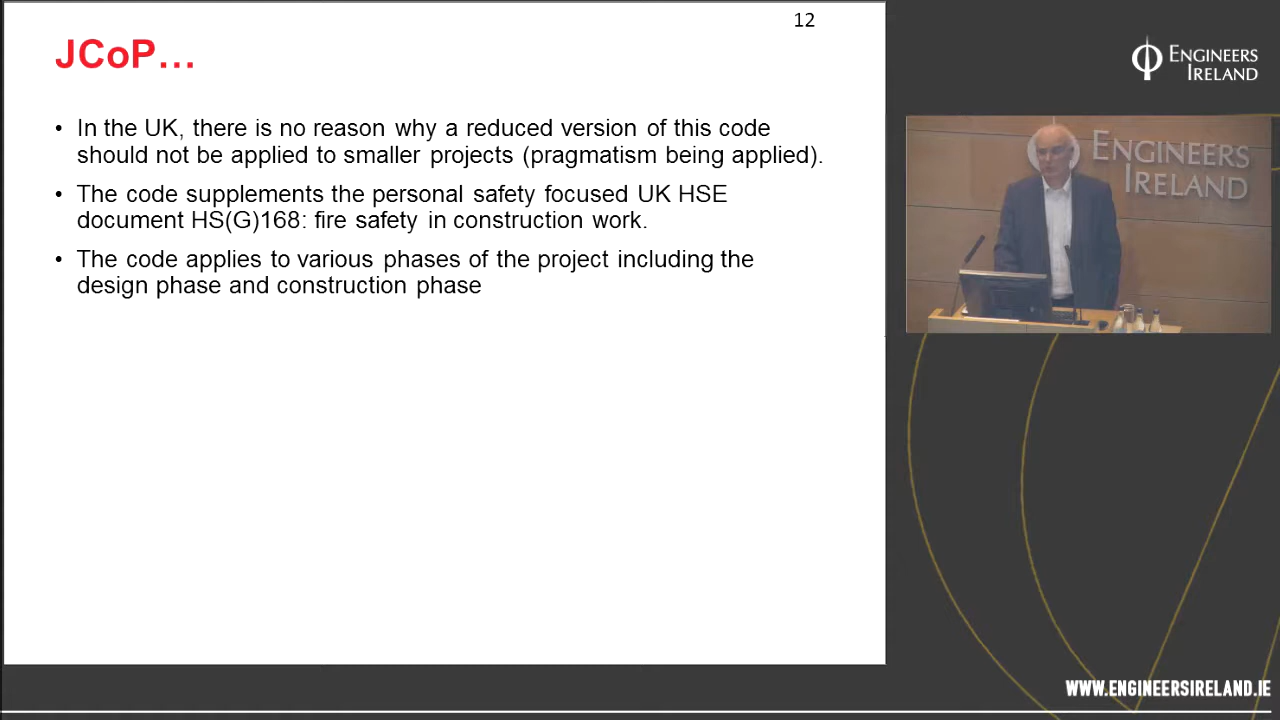 12
JCoP...
• In the UK, there is no reason why a reduced version of this code
should not be applied to smaller projects (pragmatism being applied).
• The code supplements the personal safety focused UK HSE
document HS(G)168: fire safety in construction work.
• The code applies to various phases of the project including the
design phase and construction phase
ENGINEERS
IRELAND
ENGINEERS
IRELAND
WWW.ENGINEERSIRELAND.IE